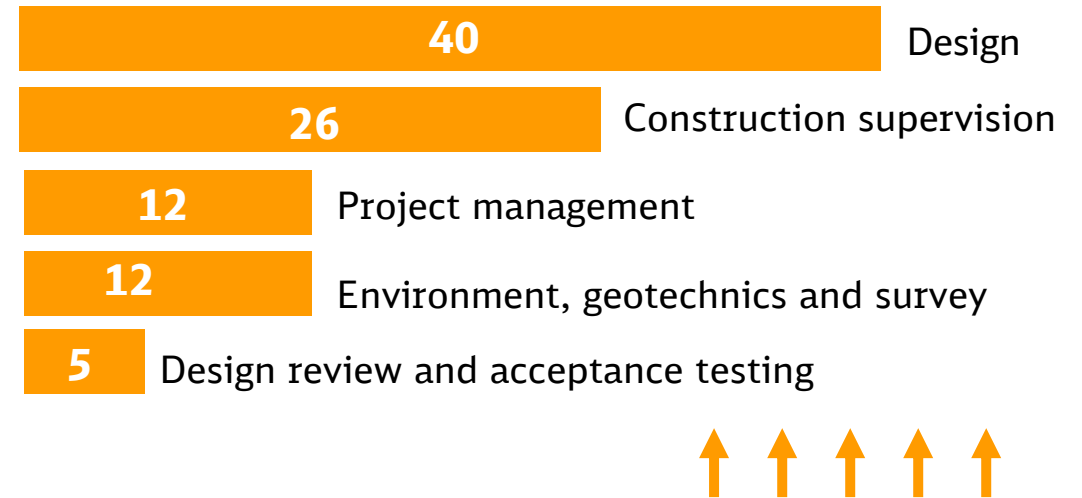 40 Design
26 Construction supervision
12 Project management
12 Environment, geotechnics and survey
5 Design review and acceptance testing